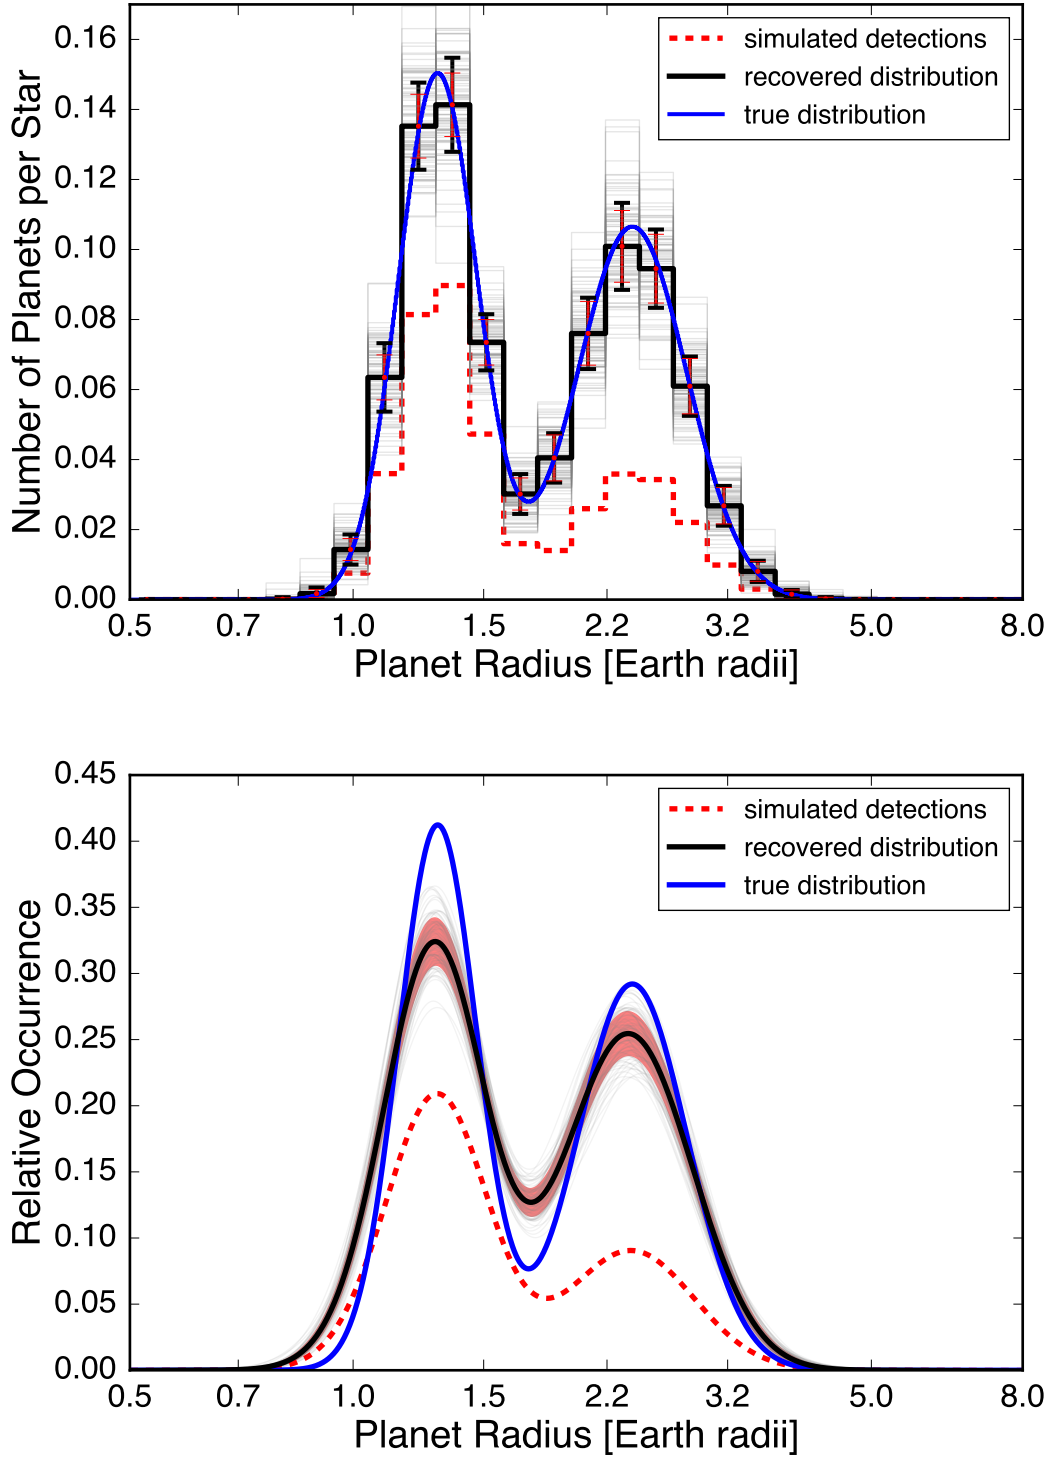 0.16
0.14
0.12
0.10
0.08
0.06
0.04
0.02
0.00
Number of Planets per Star
simulated detections
recovered distribution
true distribution
0.5 0.7 1.0 1.5 2.2 3.2 5.0 8.0
Planet Radius [Earth radii]
0.45
0.40
0.35
0.30
0.25
0.20
0.15
0.10
0.05
0.00
Relative Occurrence
simulated detections
recovered distribution
true distribution
0.5 0.7 1.0 1.5 2.2 3.2 5.0 8.0
Planet Radius [Earth radii]